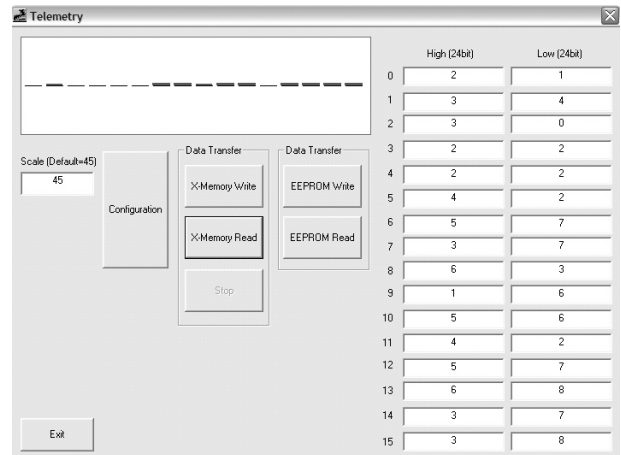 Telemetry
High (24bit) Low (24bit)
0 2 1
1 3 4
2 3 0
3 2 2
4 2 2
5 4 2
6 5 7
7 3 7
8 6 3
9 1 6
10 5 6
11 4 2
12 5 7
13 6 8
14 3 7
15 3 8
Scale (Default=45)
45
Configuration
Data Transfer
X-Memory Write
X-Memory Read
Stop
Data Transfer
EEPROM Write
EEPROM Read
Exit